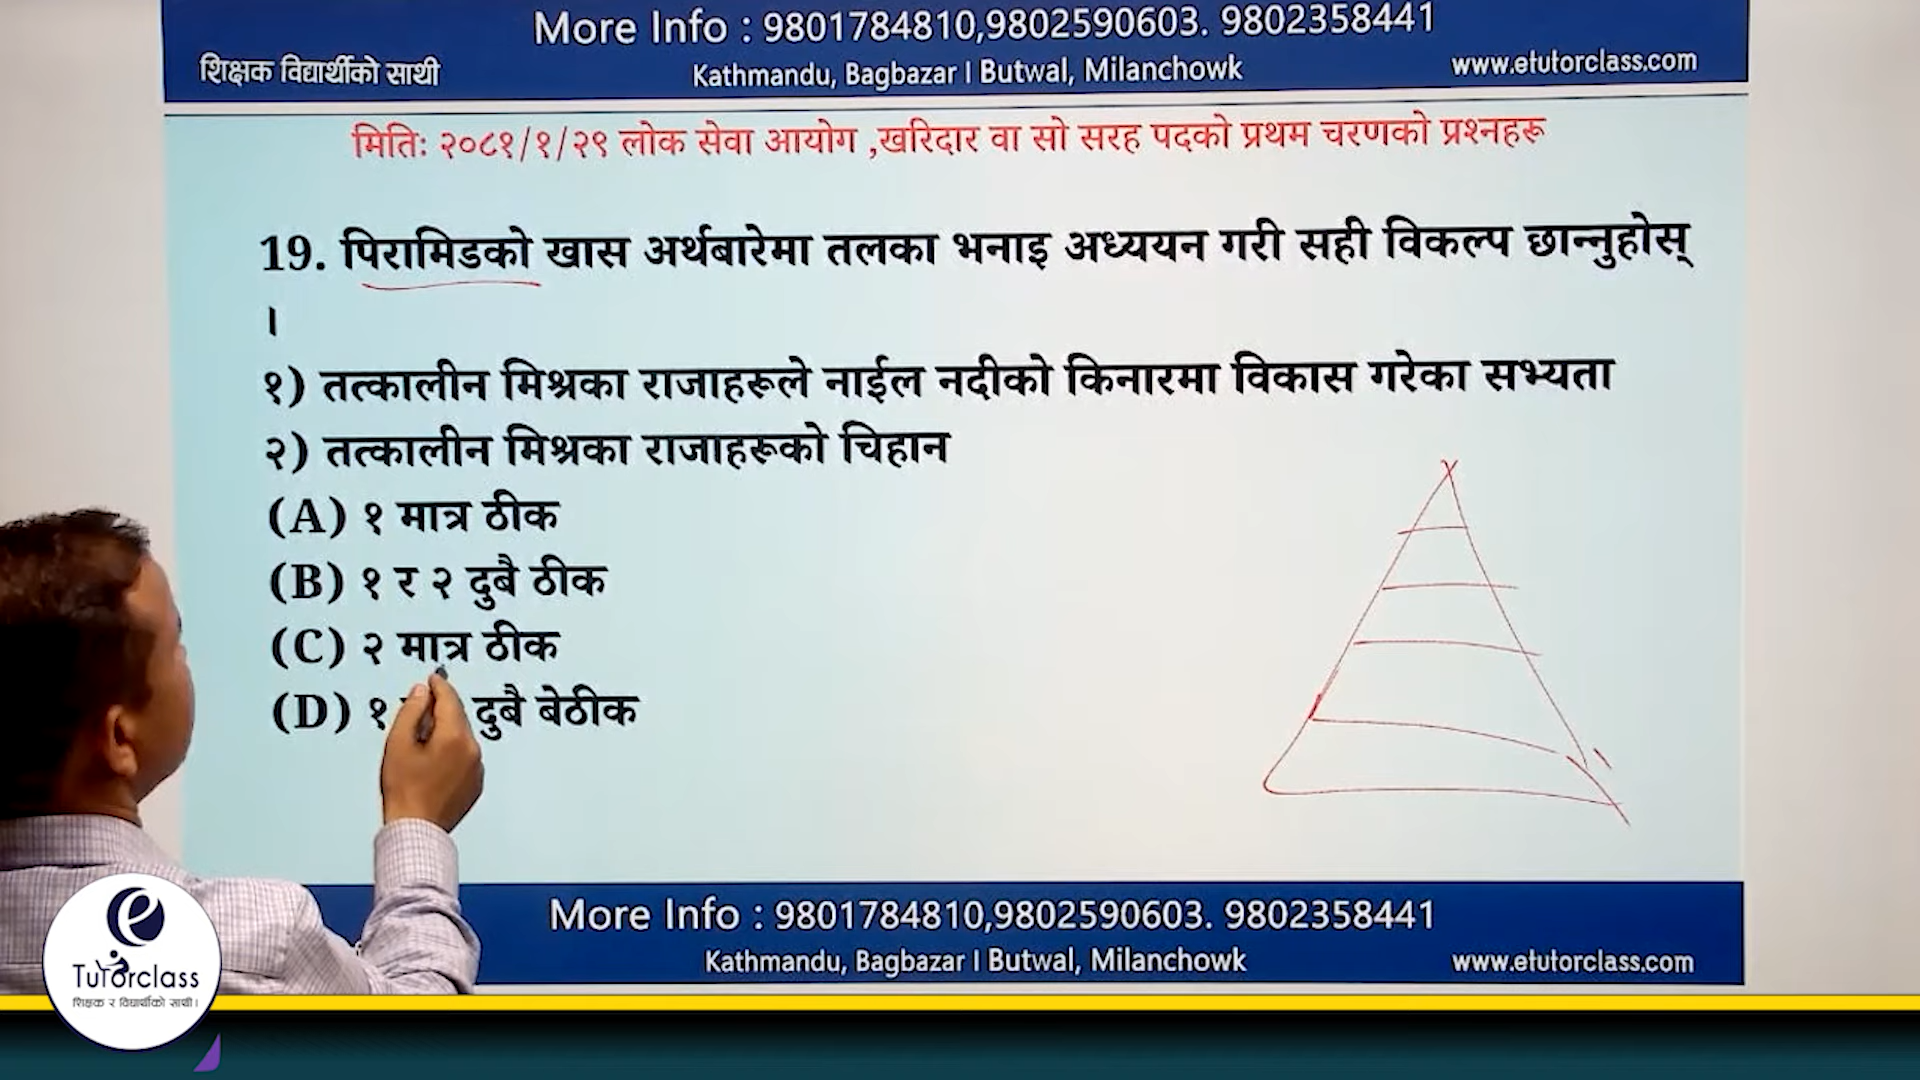 More Info : 9801784810,9802590603. 9802358441
शिक्षक विद्यार्थीको साथी
Kathmandu, Bagbazar I Butwal, Milanchowk
www.etutorclass.com
मितिः २०८१/१/२९ लोक सेवा आयोग ,खरिदार वा सो सरह पदको प्रथम चरणको प्रश्नहरू
19. पिरामिडको खास अर्थबारेमा तलका भनाइ अध्ययन गरी सही विकल्प छान्नुहोस्
।
१) तत्कालीन मिश्रका राजाहरूले नाईल नदीको किनारमा विकास गरेका सभ्यता
२) तत्कालीन मिश्रका राजाहरूको चिहान
(A) १ मात्र ठीक
(B) १ र २ दुबै ठीक
(C) २ मात्र ठीक
(D) १ दुबै बेठीक
More Info : 9801784810,9802590603. 9802358441
Kathmandu, Bagbazar I Butwal, Milanchowk
www.etutorclass.com
e
Tutorclass
शिक्षक र विद्यार्थीको साथी।